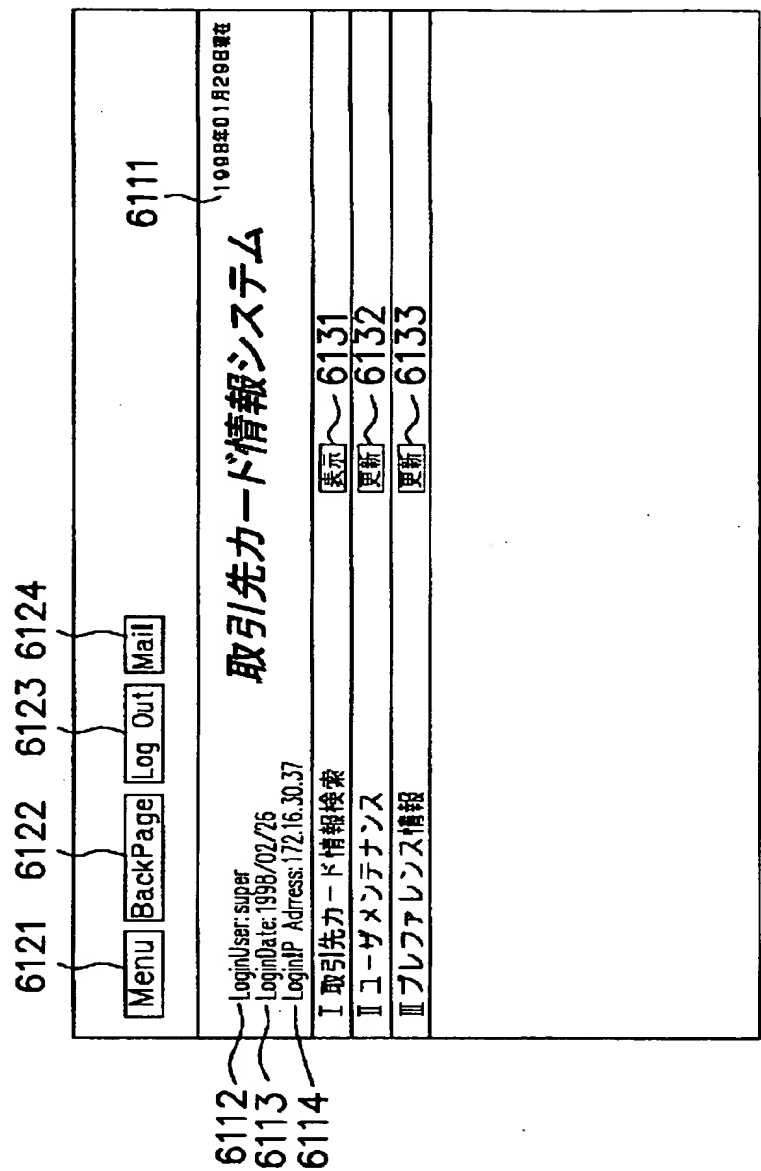 6121 6122 6123 6124
Menu BackPage Log Out Mail
6111
1998年01月29日現在
取引先カード情報システム
6112 LoginUser: super
6113 LoginDate: 1998/02/26
6114 LoginIP Adrress: 172.16.30.37
I 取引先カード情報検索 表示 6131
II ユーザメンテナンス 更新 6132
III プレファレンス情報 更新 6133